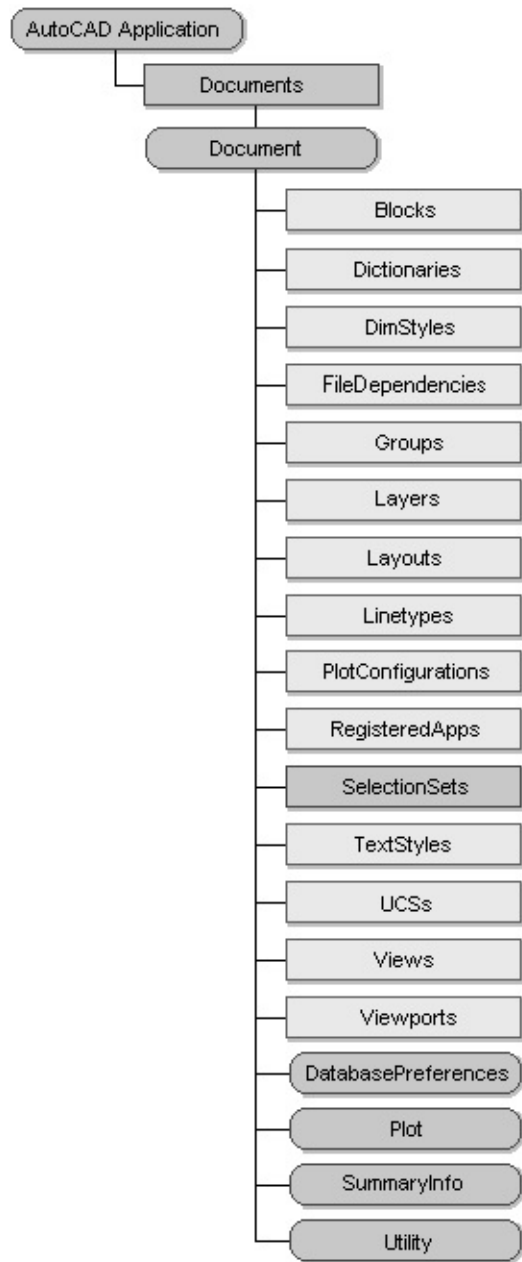 AutoCAD Application
Documents
Document
Blocks
Dictionaries
DimStyles
FileDependencies
Groups
Layers
Layouts
Linetypes
PlotConfigurations
RegisteredApps
SelectionSets
TextStyles
UCSs
Views
Viewports
DatabasePreferences
Plot
SummaryInfo
Utility